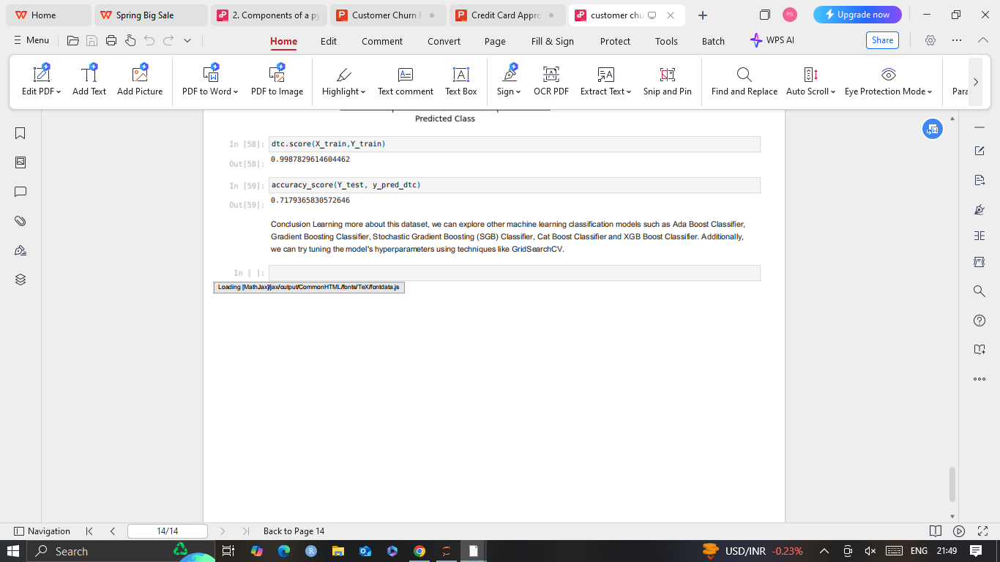 Home
Spring Big Sale
2. Components of a py
Customer Churn P
Credit Card Appro
customer chu
PS
Upgrade now
Menu
Home
Edit
Comment
Convert
Page
Fill & Sign
Protect
Tools
Batch
WPS AI
Share
Edit PDF
Add Text
Add Picture
PDF to Word
PDF to Image
Highlight
Text comment
Text Box
Sign
OCR PDF
Extract Text
Snip and Pin
Find and Replace
Auto Scroll
Eye Protection Mode
Para
Predicted Class
In [58]: dtc.score(X_train,Y_train)
Out[58]: 0.9987829614604462
In [59]: accuracy_score(Y_test, y_pred_dtc)
Out[59]: 0.7179365830572646
Conclusion Learning more about this dataset, we can explore other machine learning classification models such as Ada Boost Classifier,
Gradient Boosting Classifier, Stochastic Gradient Boosting (SGB) Classifier, Cat Boost Classifier and XGB Boost Classifier. Additionally,
we can try tuning the model's hyperparameters using techniques like GridSearchCV.
In [ ]:
Loading [MathJax]/jax/output/CommonHTML/fonts/TeX/fontdata.js
Navigation
14/14
Back to Page 14
Search
USD/INR -0.23%
ENG
21:49